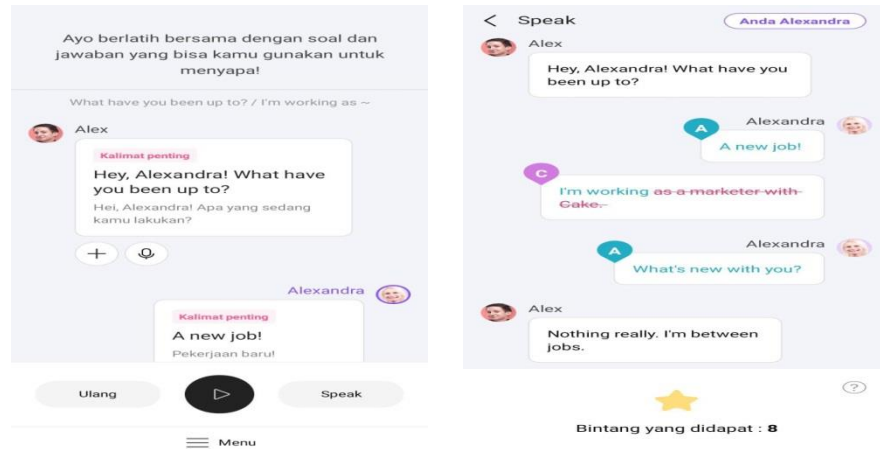 Ayo berlatih bersama dengan soal dan
jawaban yang bisa kamu gunakan untuk
menyapa!
What have you been up to? / I'm working as ~
Alex
Kalimat penting
Hey, Alexandra! What have
you been up to?
Hei, Alexandra! Apa yang sedang
kamu lakukan?
Alexandra
Kalimat penting
A new job!
Pekerjaan baru!
Ulang
Speak
Menu
< Speak
Anda Alexandra
Alex
Hey, Alexandra! What have you
been up to?
Alexandra
A
A new job!
C
I'm working as a marketer with
Cake.
Alexandra
A
What's new with you?
Alex
Nothing really. I'm between
jobs.
?
Bintang yang didapat : 8